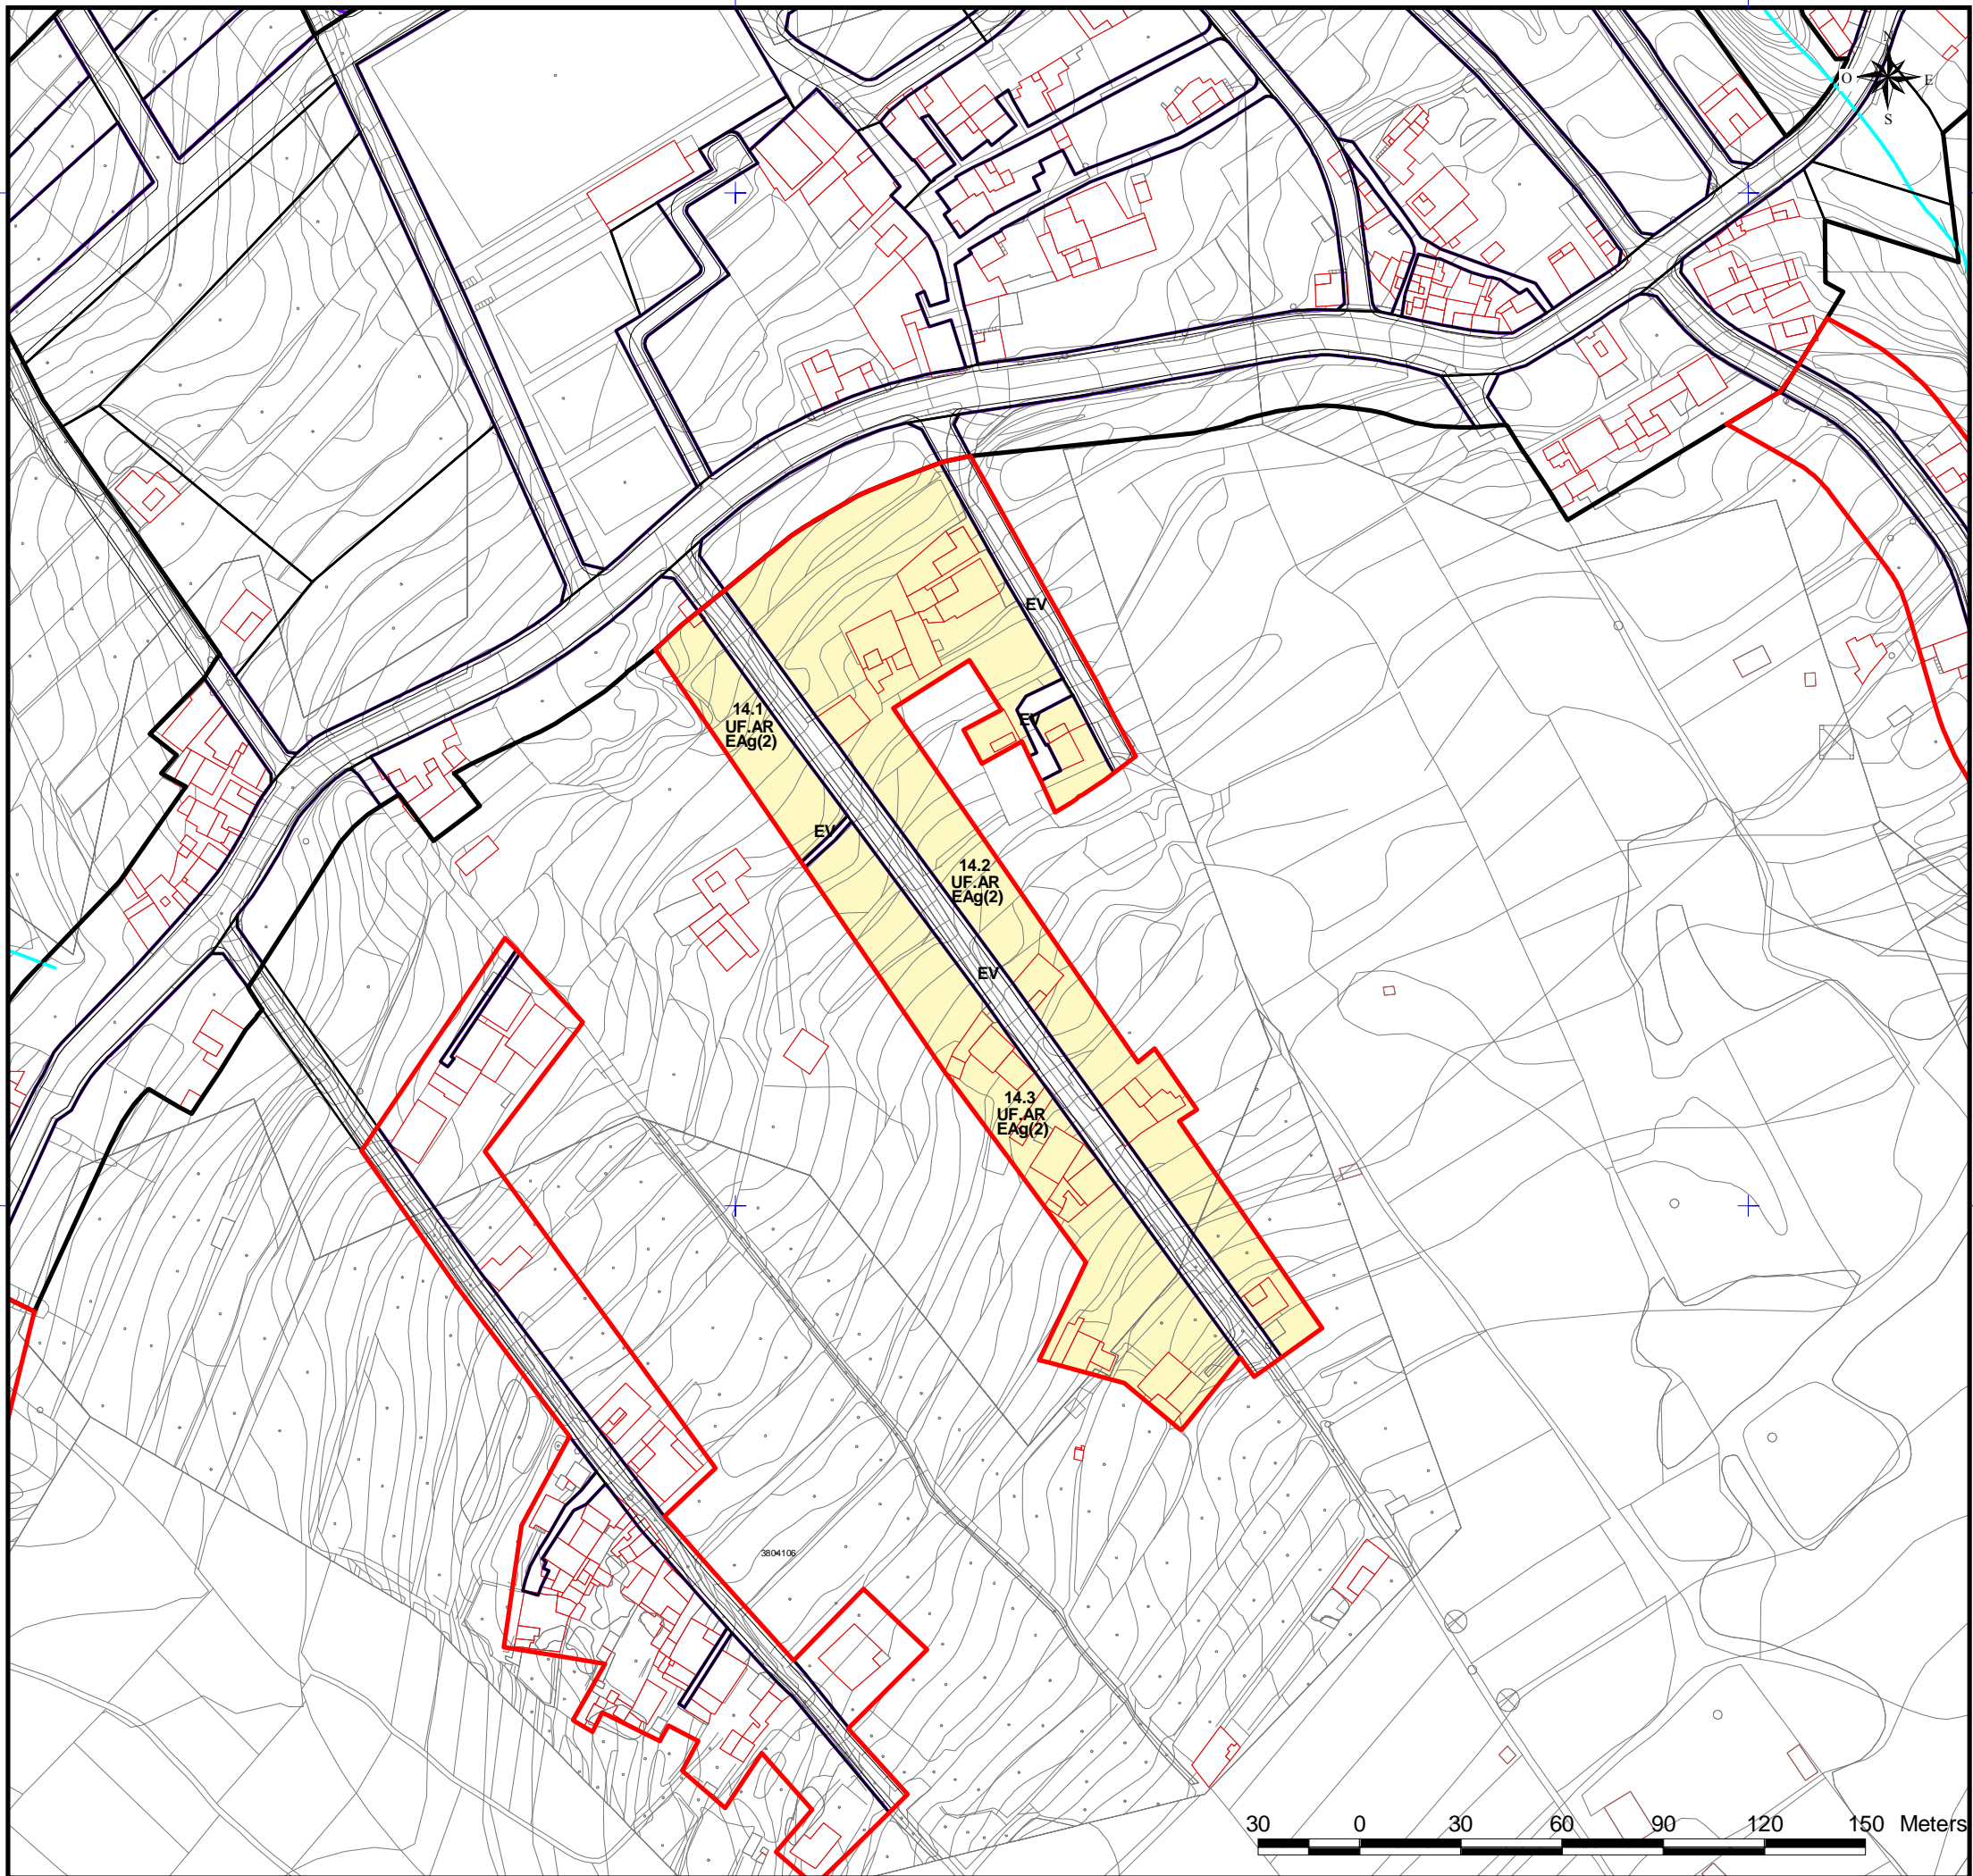 N
O
E
S
EV
14.1
UF.AR
EAg(2)
EV
EV
14.2
UF.AR
EAg(2)
EV
14.3
UF.AR
EAg(2)
3804106
30 0 30 60 90 120 150 Meters